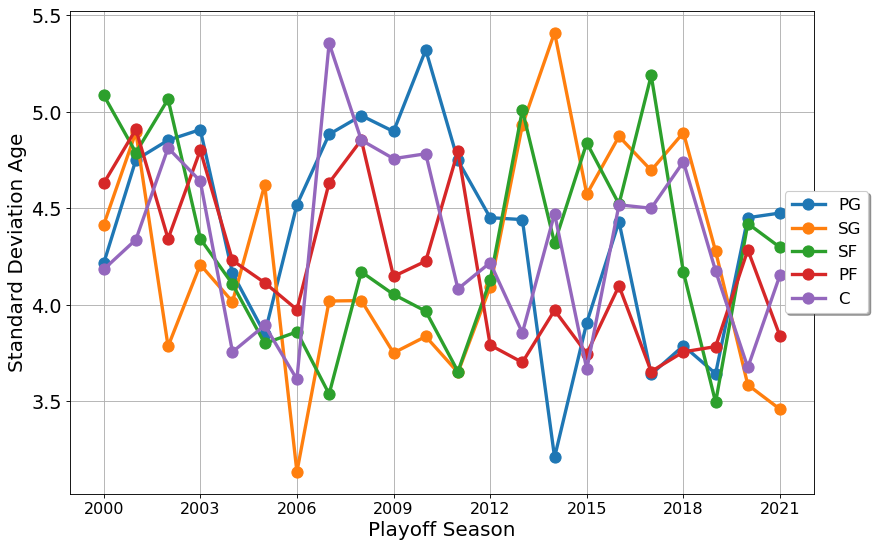 5.5
5.0
4.5
4.0
3.5
Standard Deviation Age
2000 2003 2006 2009 2012 2015 2018 2021
Playoff Season
PG
SG
SF
PF
C